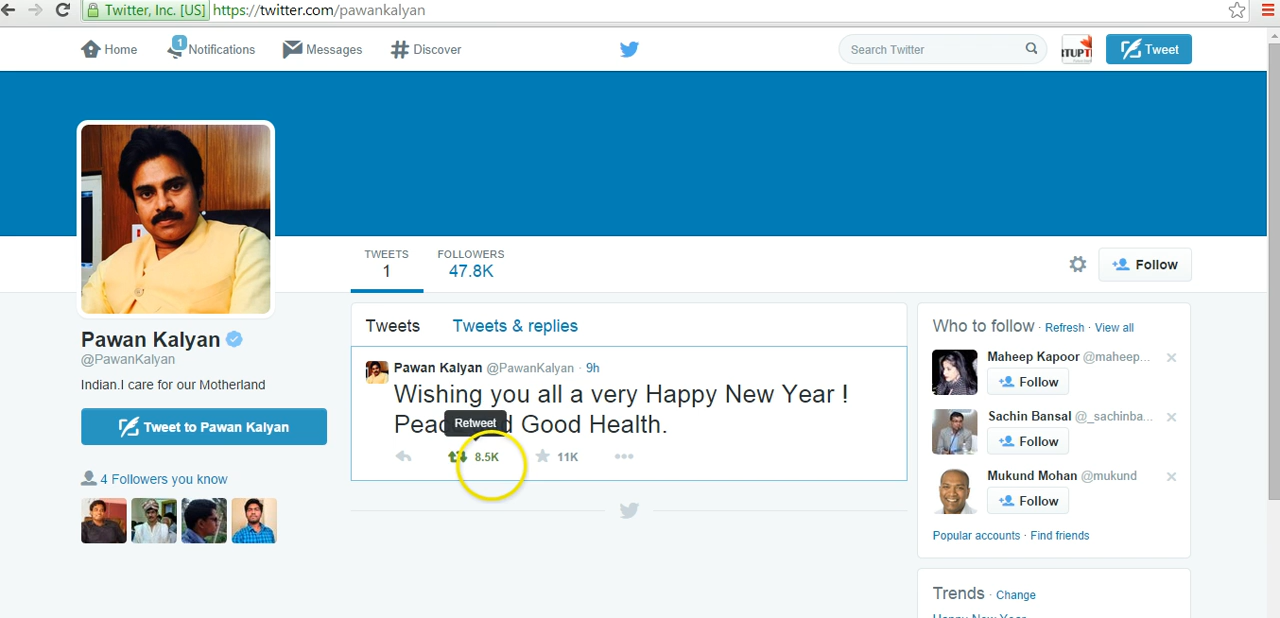 Twitter, Inc. [US] https://twitter.com/pawankalyan
Home
1
Notifications
Messages
Discover
Search Twitter
Tweet
TWEETS
1
FOLLOWERS
47.8K
Follow
Pawan Kalyan
@PawanKalyan
Indian.I care for our Motherland
Tweet to Pawan Kalyan
4 Followers you know
Tweets
Tweets & replies
Pawan Kalyan @PawanKalyan · 9h
Wishing you all a very Happy New Year !
Good Health.
Retweet
8.5K
11K
Who to follow · Refresh · View all
Maheep Kapoor @maheep...
Follow
Sachin Bansal @_sachinba...
Follow
Mukund Mohan @mukund
Follow
Popular accounts · Find friends
Trends · Change
Happy New Year